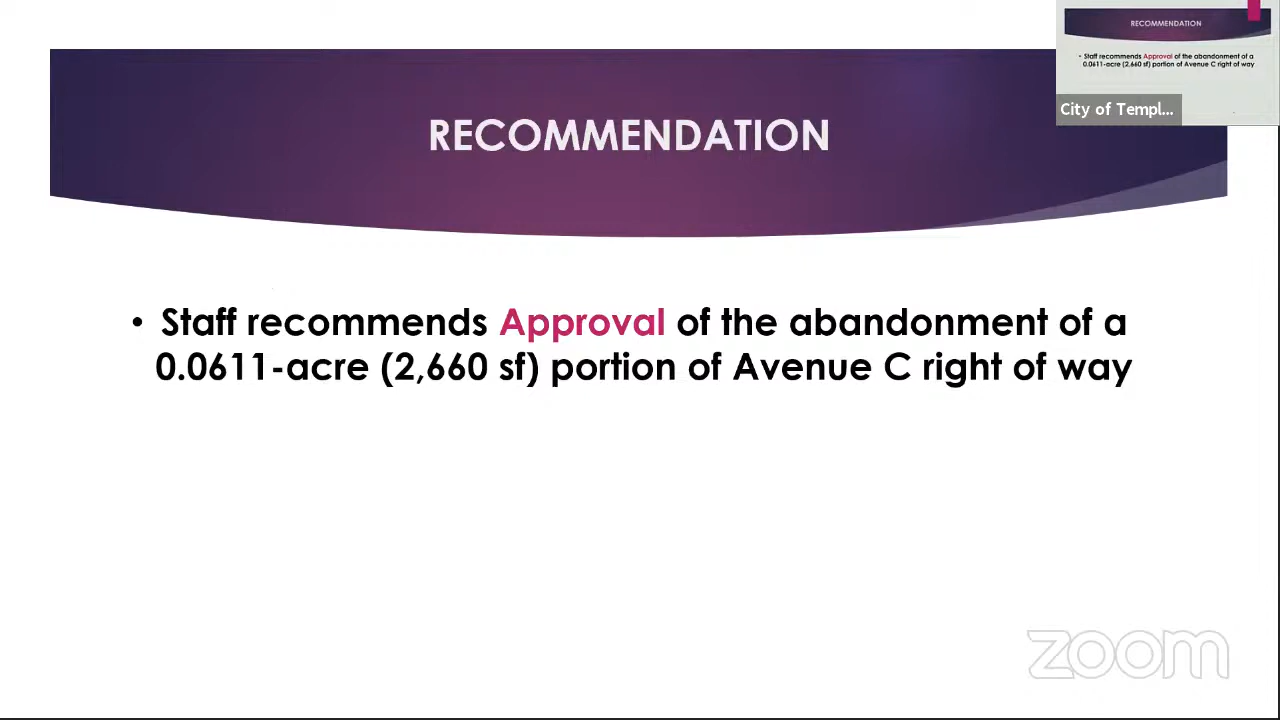 RECOMMENDATION
• Staff recommends Approval of the abandonment of a
0.0611-acre (2,660 sf) portion of Avenue C right of way
RECOMMENDATION
• Staff recommends Approval of the abandonment of a
0.0611-acre (2,660 sf) portion of Avenue C right of way
City of Templ...
zoom